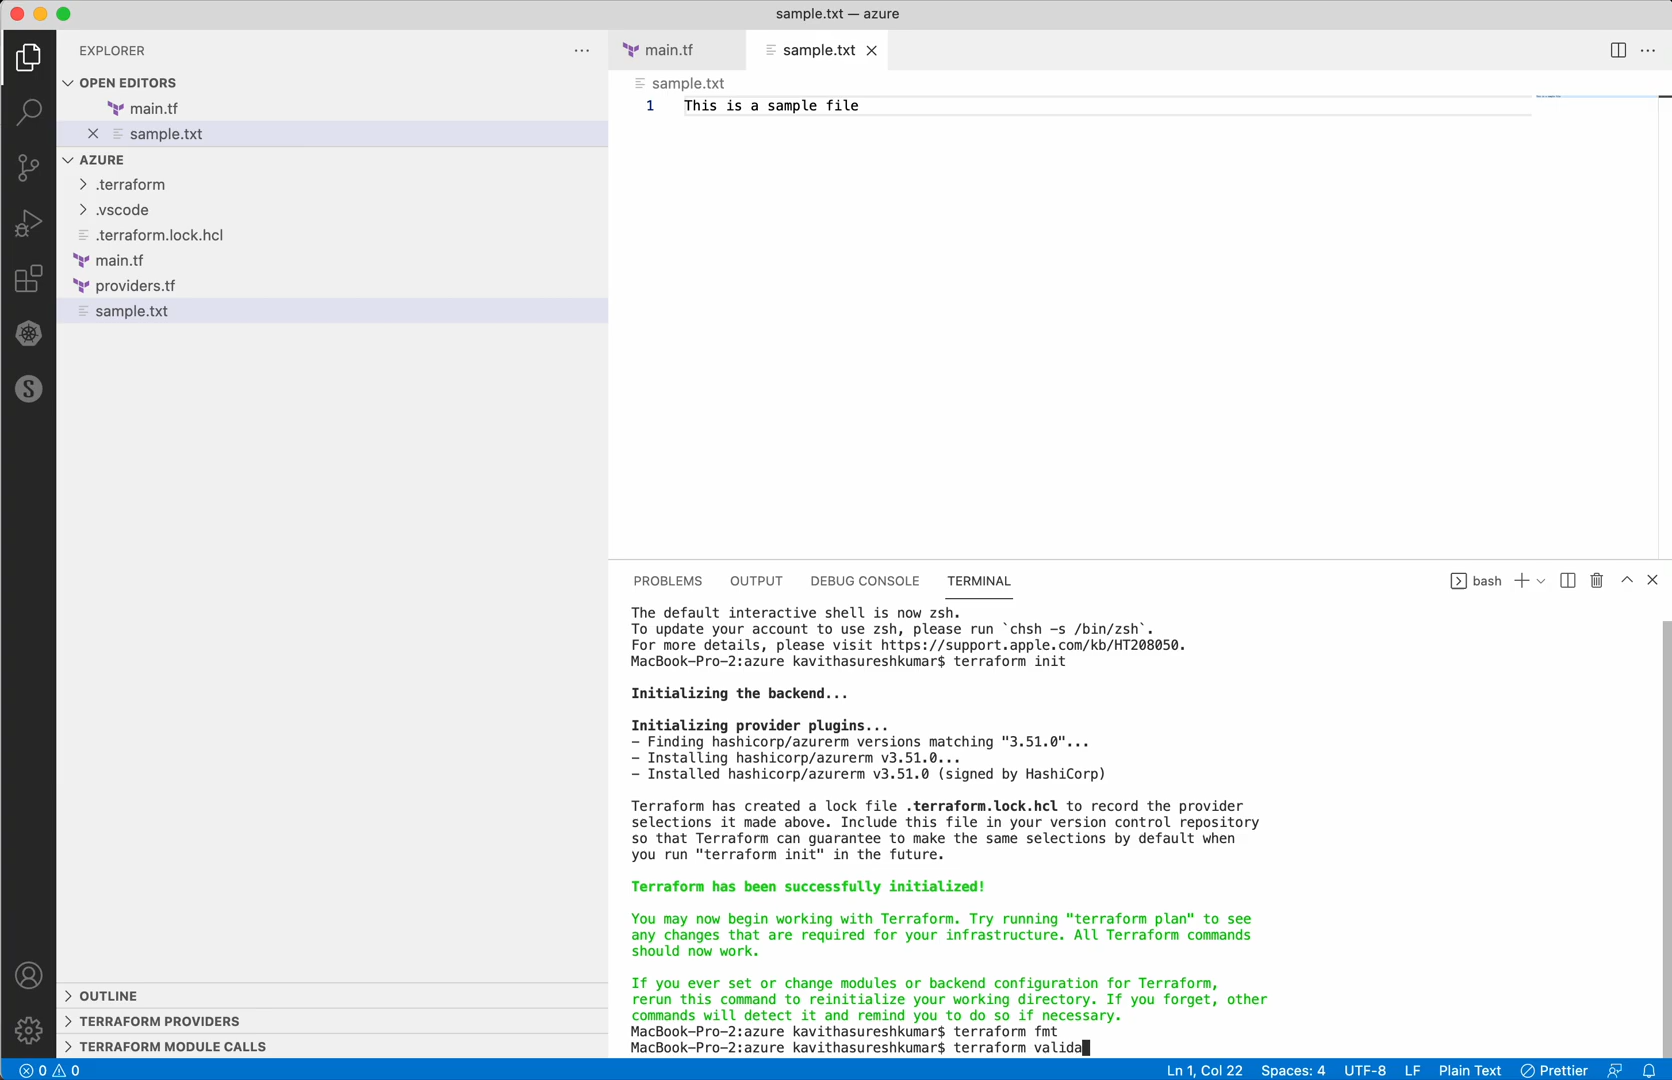 sample.txt — azure
EXPLORER
OPEN EDITORS
main.tf
sample.txt
AZURE
.terraform
.vscode
.terraform.lock.hcl
main.tf
providers.tf
sample.txt
OUTLINE
TERRAFORM PROVIDERS
TERRAFORM MODULE CALLS
main.tf
sample.txt
sample.txt
1 This is a sample file
PROBLEMS OUTPUT DEBUG CONSOLE TERMINAL
bash
The default interactive shell is now zsh.
To update your account to use zsh, please run `chsh -s /bin/zsh`.
For more details, please visit https://support.apple.com/kb/HT208050.
MacBook-Pro-2:azure kavithasureshkumar$ terraform init
Initializing the backend...
Initializing provider plugins...
- Finding hashicorp/azurerm versions matching "3.51.0"...
- Installing hashicorp/azurerm v3.51.0...
- Installed hashicorp/azurerm v3.51.0 (signed by HashiCorp)
Terraform has created a lock file .terraform.lock.hcl to record the provider
selections it made above. Include this file in your version control repository
so that Terraform can guarantee to make the same selections by default when
you run "terraform init" in the future.
Terraform has been successfully initialized!
You may now begin working with Terraform. Try running "terraform plan" to see
any changes that are required for your infrastructure. All Terraform commands
should now work.
If you ever set or change modules or backend configuration for Terraform,
rerun this command to reinitialize your working directory. If you forget, other
commands will detect it and remind you to do so if necessary.
MacBook-Pro-2:azure kavithasureshkumar$ terraform fmt
MacBook-Pro-2:azure kavithasureshkumar$ terraform valida
0 0
Ln 1, Col 22 Spaces: 4 UTF-8 LF Plain Text Prettier